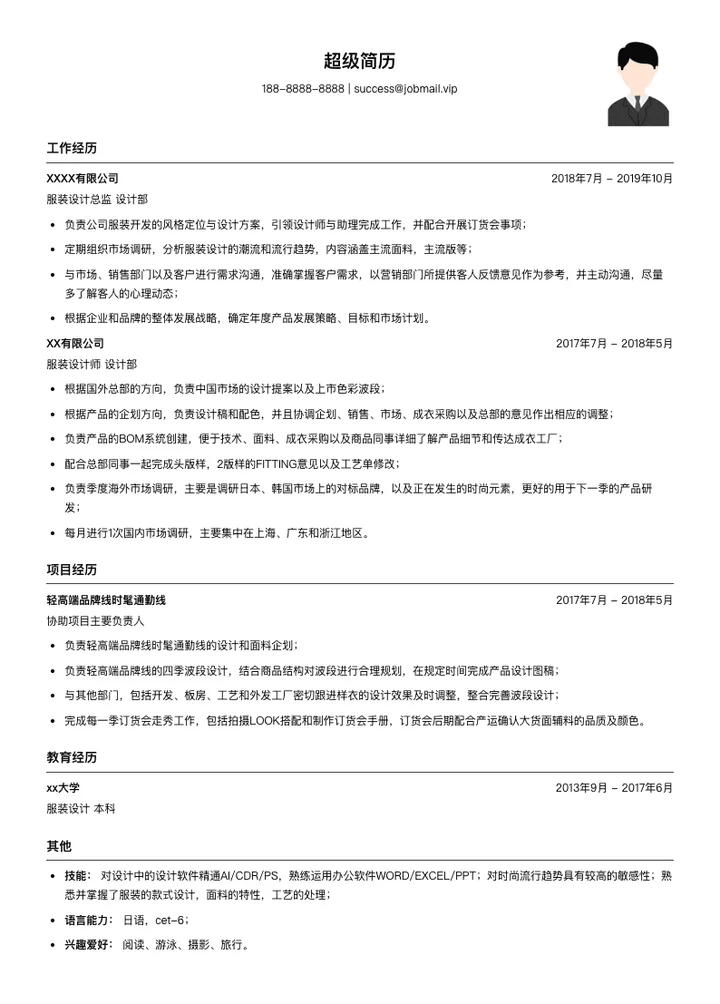 超级简历
188-8888-8888 | success@jobmail.vip
工作经历
XXXX有限公司 2018年7月 - 2019年10月
服装设计总监 设计部
• 负责公司服装开发的风格定位与设计方案，引领设计师与助理完成工作，并配合开展订货会事项；
• 定期组织市场调研，分析服装设计的潮流和流行趋势，内容涵盖主流面料，主流版等；
• 与市场、销售部门以及客户进行需求沟通，准确掌握客户需求，以营销部门所提供客人反馈意见作为参考，并主动沟通，尽量
多了解客人的心理动态；
• 根据企业和品牌的整体发展战略，确定年度产品发展策略、目标和市场计划。
XX有限公司 2017年7月 - 2018年5月
服装设计师 设计部
• 根据国外总部的方向，负责中国市场的设计提案以及上市色彩波段；
• 根据产品的企划方向，负责设计稿和配色，并且协调企划、销售、市场、成衣采购以及总部的意见作出相应的调整；
• 负责产品的BOM系统创建，便于技术、面料、成衣采购以及商品同事详细了解产品细节和传达成衣工厂；
• 配合总部同事一起完成头版样，2版样的FITTING意见以及工艺单修改；
• 负责季度海外市场调研，主要是调研日本、韩国市场上的对标品牌，以及正在发生的时尚元素，更好的用于下一季的产品研
发；
• 每月进行1次国内市场调研，主要集中在上海、广东和浙江地区。
项目经历
轻高端品牌线时髦通勤线 2017年7月 - 2018年5月
协助项目主要负责人
• 负责轻高端品牌线时髦通勤线的设计和面料企划；
• 负责轻高端品牌线的四季波段设计，结合商品结构对波段进行合理规划，在规定时间完成产品设计图稿；
• 与其他部门，包括开发、板房、工艺和外发工厂密切跟进样衣的设计效果及时调整，整合完善波段设计；
• 完成每一季订货会走秀工作，包括拍摄LOOK搭配和制作订货会手册，订货会后期配合产运确认大货面辅料的品质及颜色。
教育经历
xx大学 2013年9月 - 2017年6月
服装设计 本科
其他
• 技能： 对设计中的设计软件精通AI/CDR/PS，熟练运用办公软件WORD/EXCEL/PPT；对时尚流行趋势具有较高的敏感性；熟
悉并掌握了服装的款式设计，面料的特性，工艺的处理；
• 语言能力： 日语，cet-6；
• 兴趣爱好： 阅读、游泳、摄影、旅行。